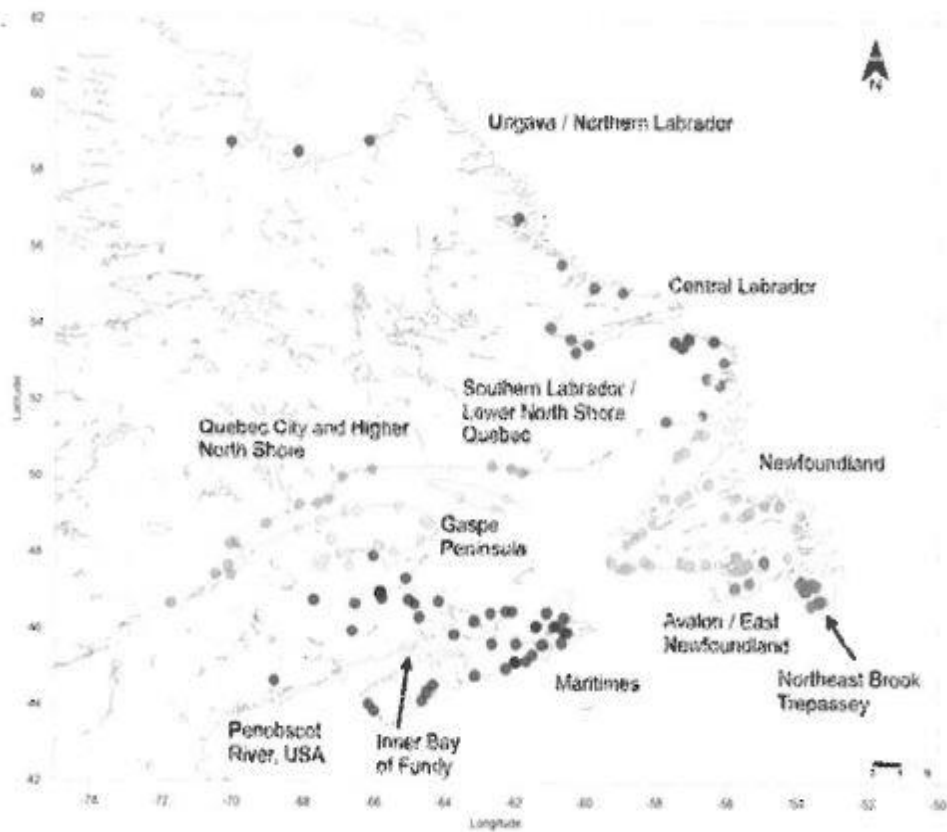 62
60
58
56
54
52
50
48
46
44
42
Latitude
N
Ungava / Northern Labrador
Central Labrador
Southern Labrador /
Lower North Shore
Quebec
Quebec City and Higher
North Shore
Newfoundland
Gaspe
Peninsula
Avalon / East
Newfoundland
Northeast Brook
Trepassey
Maritimes
Penobscot
River, USA
Inner Bay
of Fundy
-74 -72 -70 -68 -66 -64 -62 -60 -58 -56 -54 -52 -50
Longitude